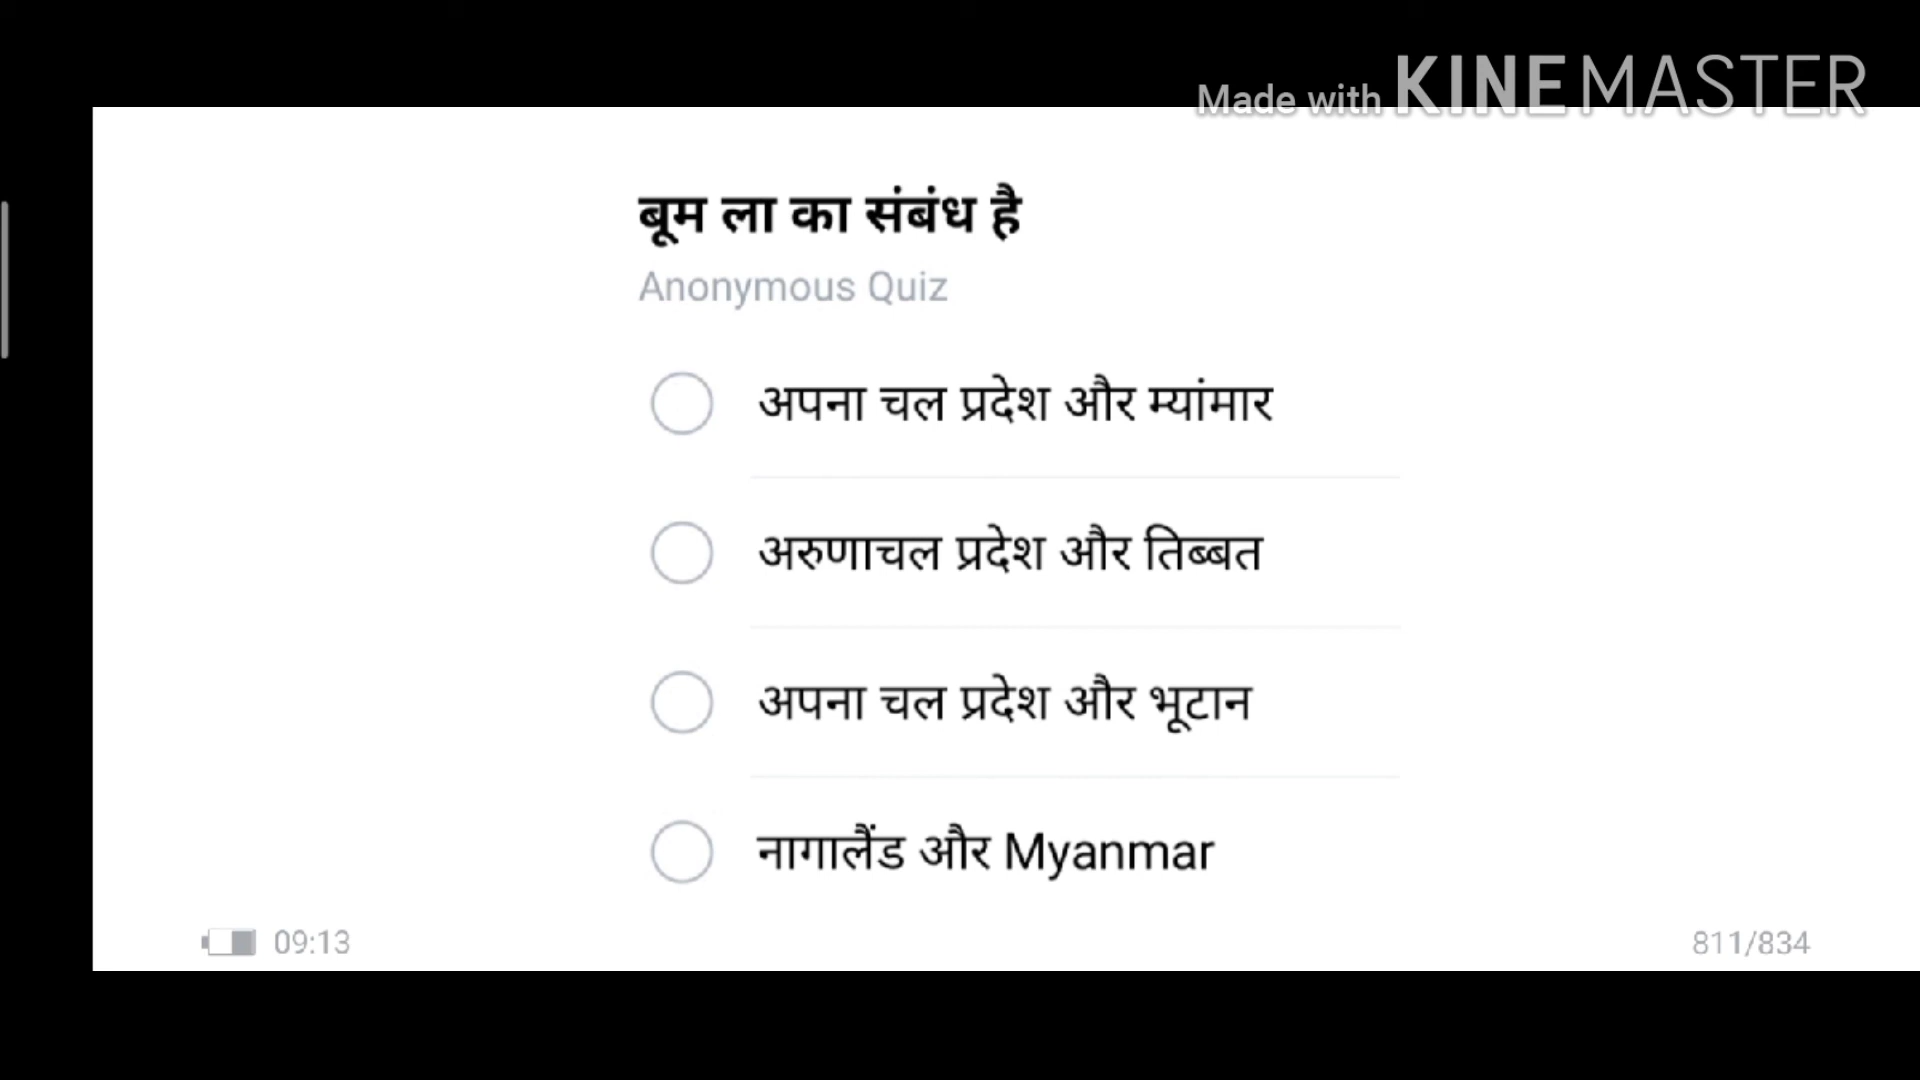 Made with KINEMASTER
बूम ला का संबंध है
Anonymous Quiz
अपना चल प्रदेश और म्यांमार
अरुणाचल प्रदेश और तिब्बत
अपना चल प्रदेश और भूटान
नागालैंड और Myanmar
09:13
811/834